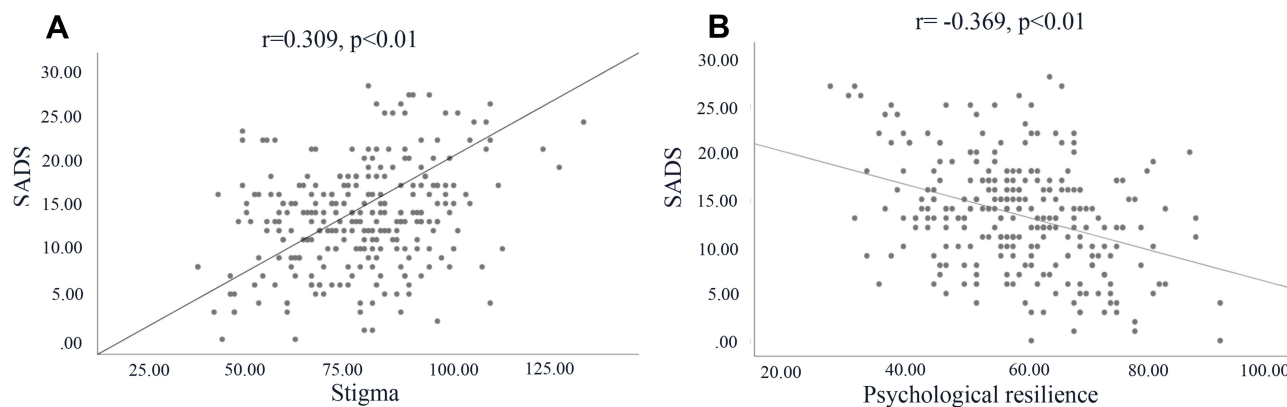 A
r=0.309, p<0.01
30.00
25.00
20.00
15.00
10.00
5.00
.00
SADS
25.00 50.00 75.00 100.00 125.00
Stigma
B
r= -0.369, p<0.01
30.00
25.00
20.00
15.00
10.00
5.00
.00
SADS
20.00 40.00 60.00 80.00 100.00
Psychological resilience